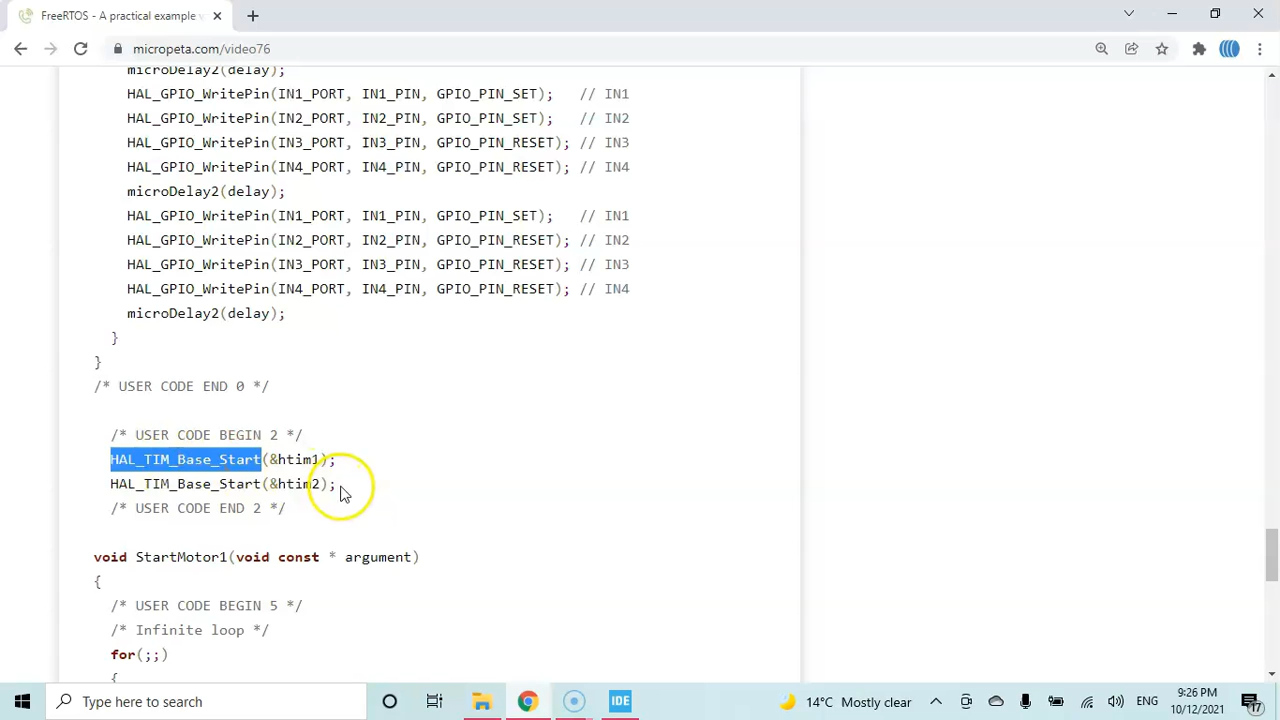 FreeRTOS - A practical example
micropeta.com/video76
microDelay2(delay);
HAL_GPIO_WritePin(IN1_PORT, IN1_PIN, GPIO_PIN_SET);   // IN1
HAL_GPIO_WritePin(IN2_PORT, IN2_PIN, GPIO_PIN_SET);   // IN2
HAL_GPIO_WritePin(IN3_PORT, IN3_PIN, GPIO_PIN_RESET); // IN3
HAL_GPIO_WritePin(IN4_PORT, IN4_PIN, GPIO_PIN_RESET); // IN4
microDelay2(delay);
HAL_GPIO_WritePin(IN1_PORT, IN1_PIN, GPIO_PIN_SET);   // IN1
HAL_GPIO_WritePin(IN2_PORT, IN2_PIN, GPIO_PIN_RESET); // IN2
HAL_GPIO_WritePin(IN3_PORT, IN3_PIN, GPIO_PIN_RESET); // IN3
HAL_GPIO_WritePin(IN4_PORT, IN4_PIN, GPIO_PIN_RESET); // IN4
microDelay2(delay);
}
}
/* USER CODE END 0 */
/* USER CODE BEGIN 2 */
HAL_TIM_Base_Start(&htim1);
HAL_TIM_Base_Start(&htim2);
/* USER CODE END 2 */
void StartMotor1(void const * argument)
{
/* USER CODE BEGIN 5 */
/* Infinite loop */
for(;;)
{
Type here to search
IDE
14°C Mostly clear
ENG
9:26 PM
10/12/2021
17